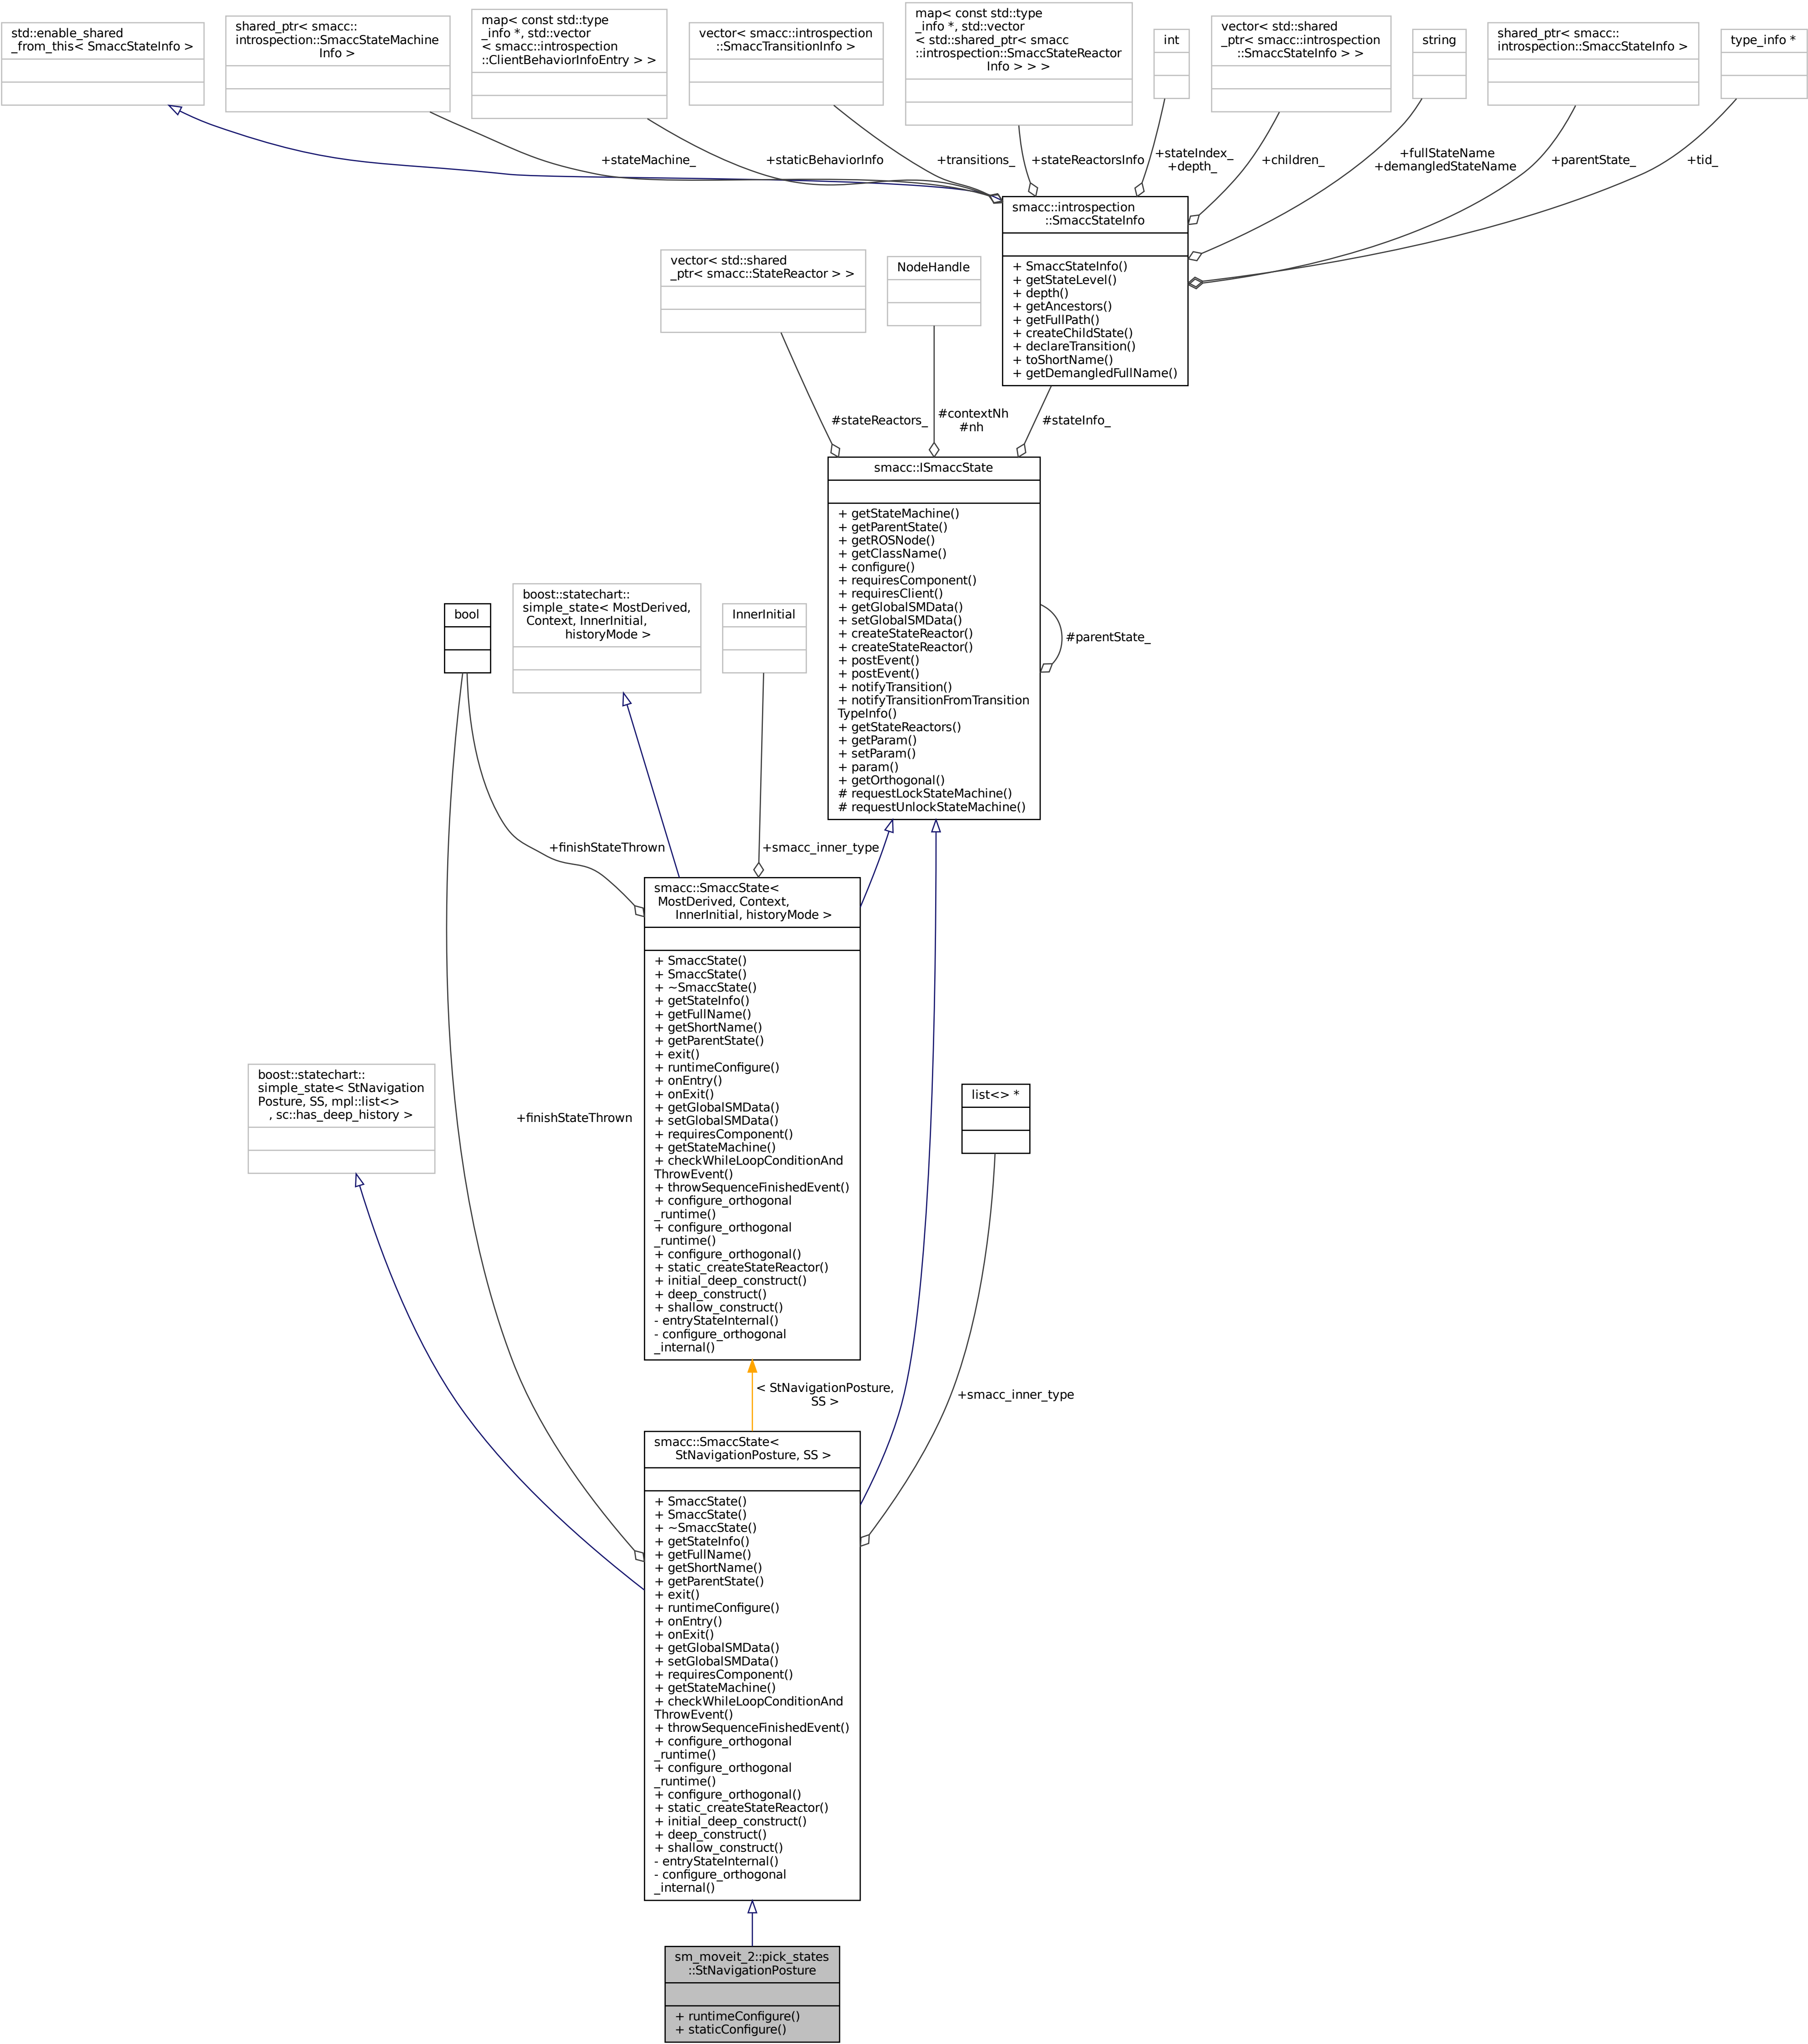 std::enable_shared
_from_this< SmaccStateInfo >
shared_ptr< smacc::
introspection::SmaccStateMachine
Info >
map< const std::type
_info *, std::vector
< smacc::introspection
::ClientBehaviorInfoEntry > >
vector< smacc::introspection
::SmaccTransitionInfo >
map< const std::type
_info *, std::vector
< std::shared_ptr< smacc
::introspection::SmaccStateReactor
Info > > >
int
vector< std::shared
_ptr< smacc::introspection
::SmaccStateInfo > >
string
shared_ptr< smacc::
introspection::SmaccStateInfo >
type_info *
+stateMachine_
+staticBehaviorInfo
+transitions_
+stateReactorsInfo
+stateIndex_
+depth_
+children_
+fullStateName
+demangledStateName
+parentState_
+tid_
smacc::introspection
::SmaccStateInfo
+ SmaccStateInfo()
+ getStateLevel()
+ depth()
+ getAncestors()
+ getFullPath()
+ createChildState()
+ declareTransition()
+ toShortName()
+ getDemangledFullName()
vector< std::shared
_ptr< smacc::StateReactor > >
NodeHandle
#stateReactors_
#contextNh
#nh
#stateInfo_
smacc::ISmaccState
+ getStateMachine()
+ getParentState()
+ getROSNode()
+ getClassName()
+ configure()
+ requiresComponent()
+ requiresClient()
+ getGlobalSMData()
+ setGlobalSMData()
+ createStateReactor()
+ createStateReactor()
+ postEvent()
+ postEvent()
+ notifyTransition()
+ notifyTransitionFromTransition
TypeInfo()
+ getStateReactors()
+ getParam()
+ setParam()
+ param()
+ getOrthogonal()
# requestLockStateMachine()
# requestUnlockStateMachine()
#parentState_
bool
boost::statechart::
simple_state< MostDerived,
Context, InnerInitial,
historyMode >
InnerInitial
+finishStateThrown
+smacc_inner_type
smacc::SmaccState<
MostDerived, Context,
InnerInitial, historyMode >
+ SmaccState()
+ SmaccState()
+ ~SmaccState()
+ getStateInfo()
+ getFullName()
+ getShortName()
+ getParentState()
+ exit()
+ runtimeConfigure()
+ onEntry()
+ onExit()
+ getGlobalSMData()
+ setGlobalSMData()
+ requiresComponent()
+ getStateMachine()
+ checkWhileLoopConditionAnd
ThrowEvent()
+ throwSequenceFinishedEvent()
+ configure_orthogonal
_runtime()
+ configure_orthogonal
_runtime()
+ configure_orthogonal()
+ static_createStateReactor()
+ initial_deep_construct()
+ deep_construct()
+ shallow_construct()
- entryStateInternal()
- configure_orthogonal
_internal()
boost::statechart::
simple_state< StNavigation
Posture, SS, mpl::list<>
, sc::has_deep_history >
+finishStateThrown
list<> *
< StNavigationPosture,
SS >
+smacc_inner_type
smacc::SmaccState<
StNavigationPosture, SS >
+ SmaccState()
+ SmaccState()
+ ~SmaccState()
+ getStateInfo()
+ getFullName()
+ getShortName()
+ getParentState()
+ exit()
+ runtimeConfigure()
+ onEntry()
+ onExit()
+ getGlobalSMData()
+ setGlobalSMData()
+ requiresComponent()
+ getStateMachine()
+ checkWhileLoopConditionAnd
ThrowEvent()
+ throwSequenceFinishedEvent()
+ configure_orthogonal
_runtime()
+ configure_orthogonal
_runtime()
+ configure_orthogonal()
+ static_createStateReactor()
+ initial_deep_construct()
+ deep_construct()
+ shallow_construct()
- entryStateInternal()
- configure_orthogonal
_internal()
sm_moveit_2::pick_states
::StNavigationPosture
+ runtimeConfigure()
+ staticConfigure()